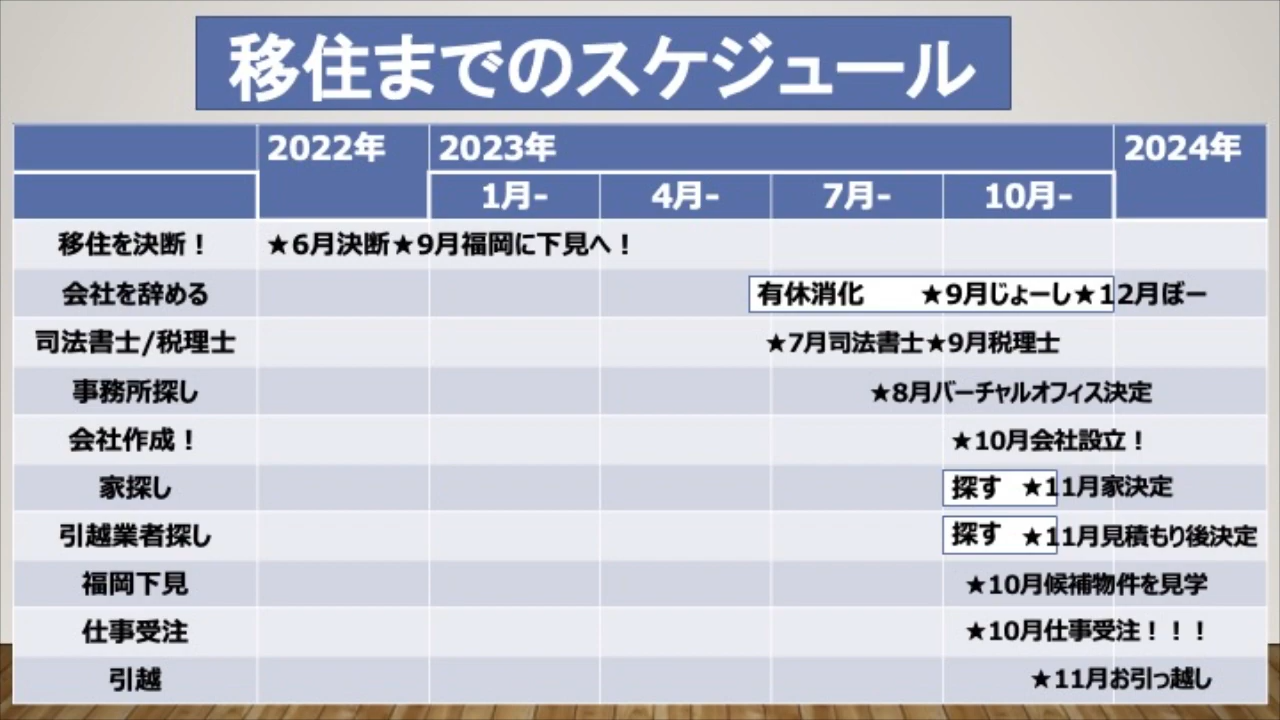 移住までのスケジュール
2022年 2023年 2024年
1月- 4月- 7月- 10月-
移住を決断！ ★6月決断★9月福岡に下見へ！
会社を辞める 有休消化 ★9月じょーし★12月ぼー
司法書士/税理士 ★7月司法書士★9月税理士
事務所探し ★8月バーチャルオフィス決定
会社作成！ ★10月会社設立！
家探し 探す ★11月家決定
引越業者探し 探す ★11月見積もり後決定
福岡下見 ★10月候補物件を見学
仕事受注 ★10月仕事受注！！！
引越 ★11月お引っ越し